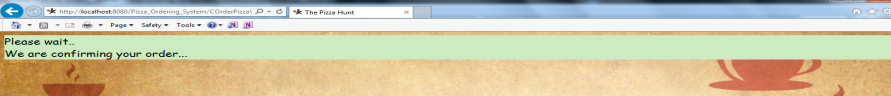 http://localhost:8080/Pizza_Ordering_System/COrderPizza\
The Pizza Hunt
Page Safety Tools
Please wait..
We are confirming your order...